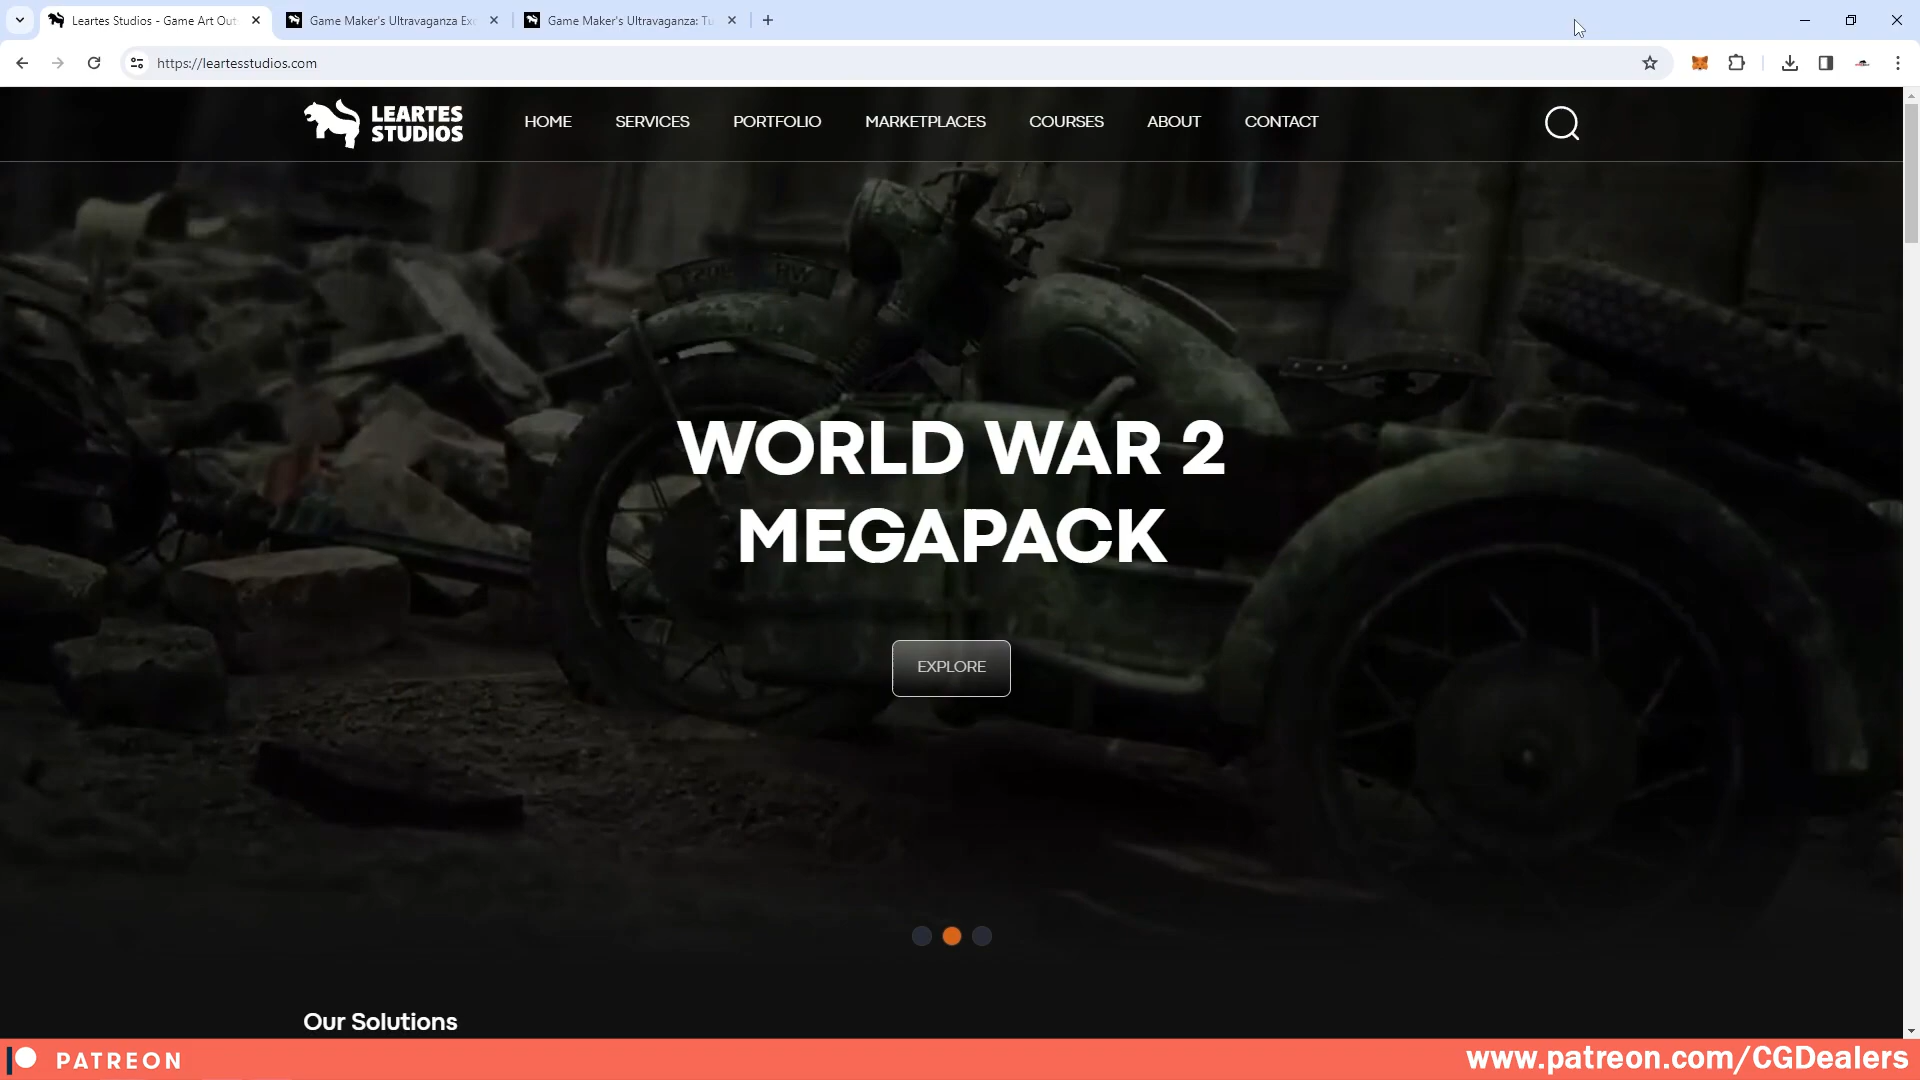 Leartes Studios - Game Art Out
Game Maker's Ultravaganza Ex
Game Maker's Ultravaganza: Tu
https://leartesstudios.com
LEARTES
STUDIOS
HOME
SERVICES
PORTFOLIO
MARKETPLACES
COURSES
ABOUT
CONTACT
WORLD WAR 2
MEGAPACK
EXPLORE
Our Solutions
PATREON
www.patreon.com/CGDealers